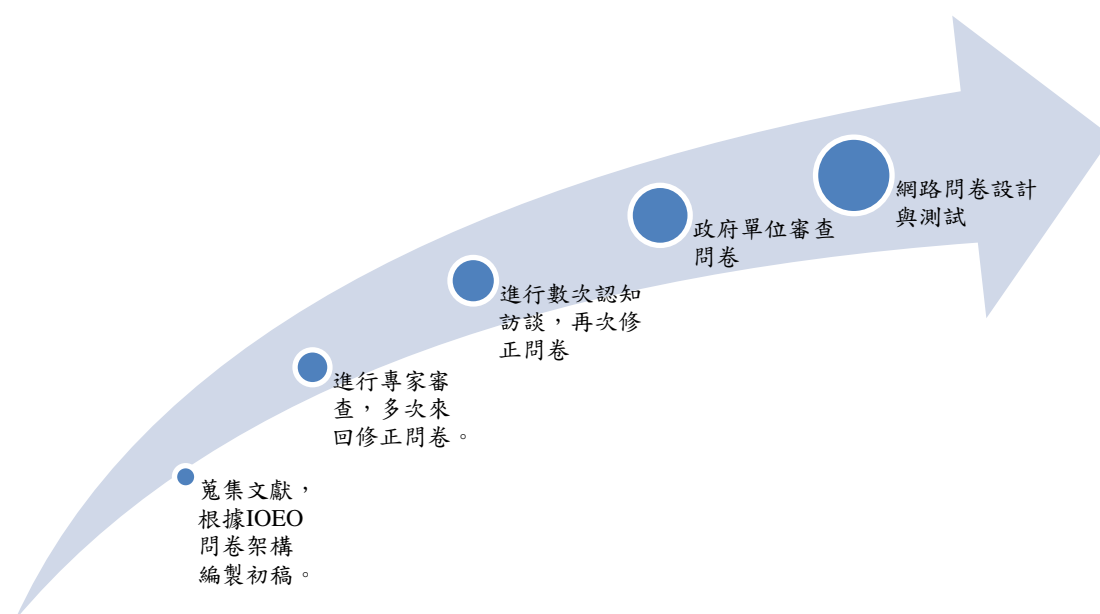 蒐集文獻，
根據IOEO
問卷架構
編製初稿。
進行專家審
查，多次來
回修正問卷。
進行數次認知
訪談，再次修
正問卷
政府單位審查
問卷
網路問卷設計
與測試